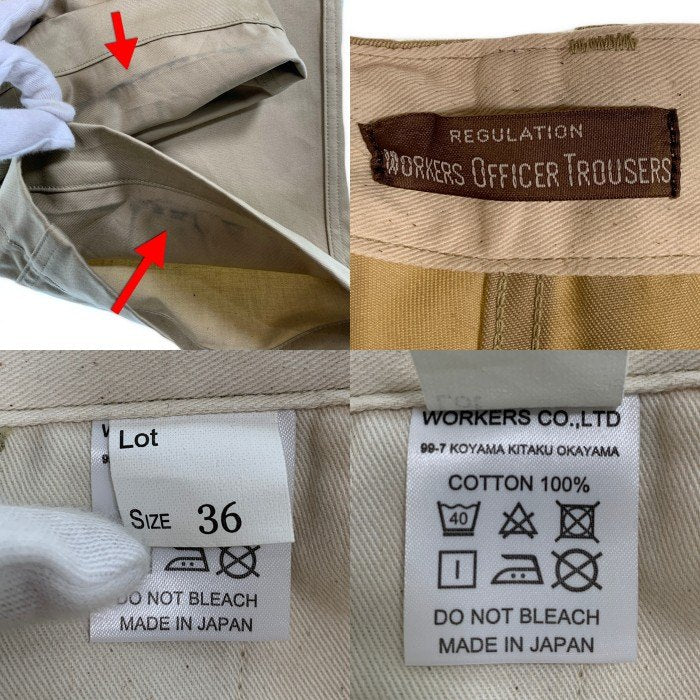 REGULATION
WORKERS OFFICER TROUSERS
Lot
SIZE 36
DO NOT BLEACH
MADE IN JAPAN
WORKERS CO.,LTD
99-7 KOYAMA KITAKU OKAYAMA
COTTON 100%
40
DO NOT BLEACH
MADE IN JAPAN